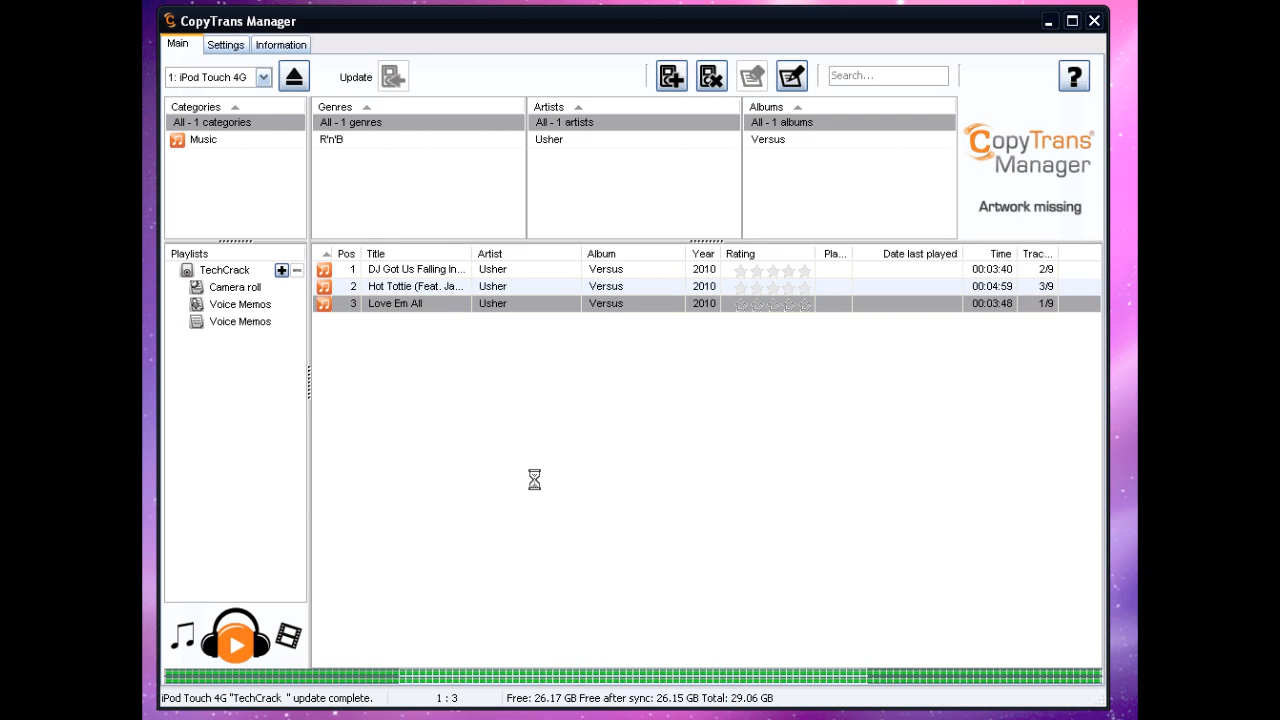 CopyTrans Manager
Main Settings Information
1: iPod Touch 4G Update Search... ?
Categories Genres Artists Albums
All - 1 categories All - 1 genres All - 1 artists All - 1 albums
Music R'n'B Usher Versus
CopyTrans®
Manager
Artwork missing
Playlists
TechCrack
Camera roll
Voice Memos
Voice Memos
Pos Title Artist Album Year Rating Pla... Date last played Time Trac...
1 DJ Got Us Falling In... Usher Versus 2010 00:03:40 2/9
2 Hot Tottie (Feat. Ja... Usher Versus 2010 00:04:59 3/9
3 Love Em All Usher Versus 2010 00:03:48 1/9
iPod Touch 4G "TechCrack " update complete. 1 : 3 Free: 26.17 GB Free after sync: 26.15 GB Total: 29.06 GB